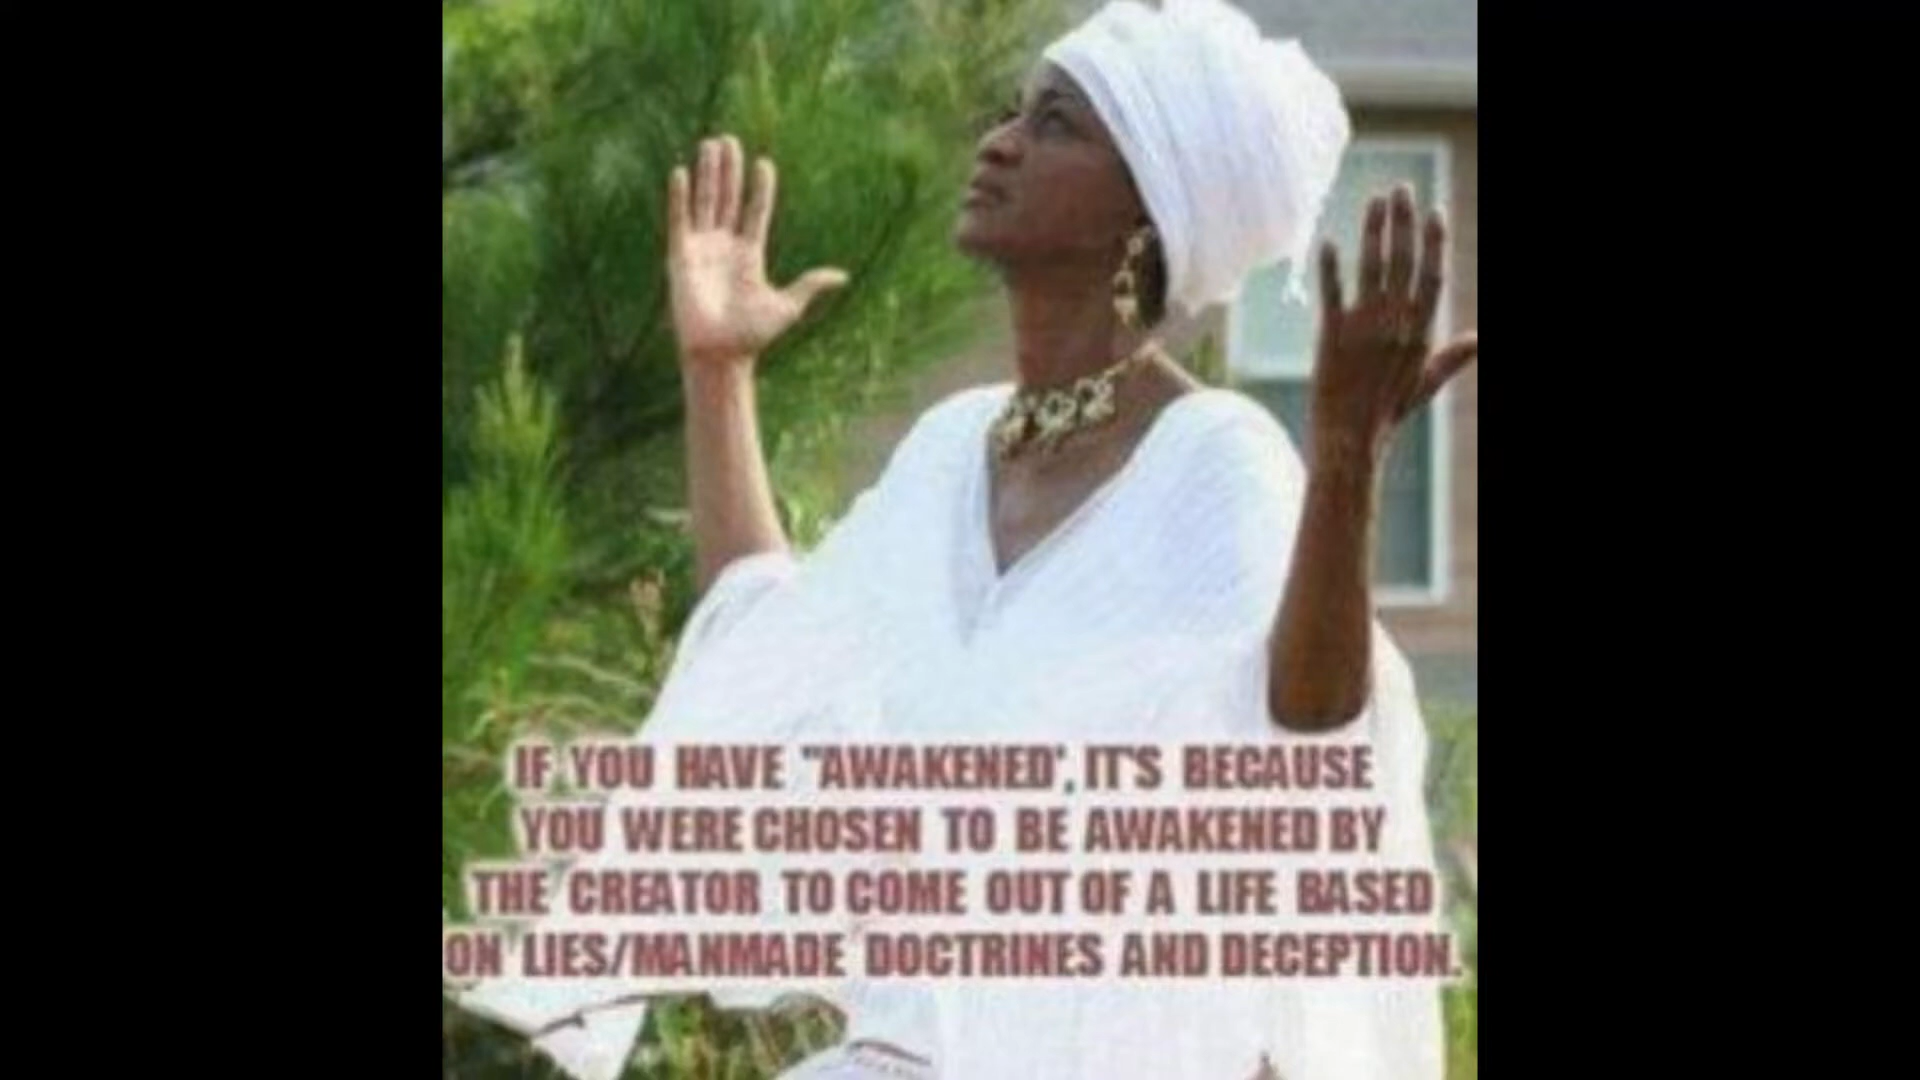 IF YOU HAVE "AWAKENED", IT'S BECAUSE
YOU WERE CHOSEN TO BE AWAKENED BY
THE CREATOR TO COME OUT OF A LIFE BASED
ON LIES/MANMADE DOCTRINES AND DECEPTION.